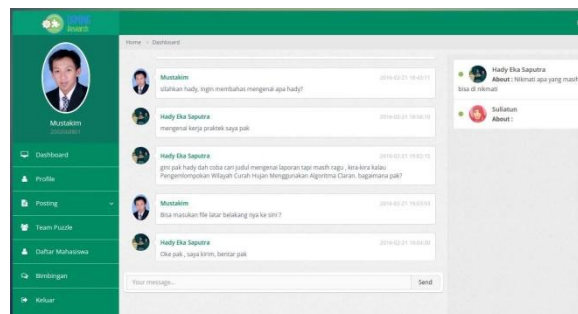 Research
Home
Dashboard
Mustakim
Dashboard
Profile
Posting
Team Puzzle
Daftar Mahasiswa
Bimbingan
Keluar
Mustakim
silahkan hady, ingin membahas mengenai apa hady?
Hady Eka Saputra
mengenai kerja praktek saya pak
Hady Eka Saputra
gini pak hady dah coba cari judul mengenai laporan tapi masih ragu , kira-kira kalau
Pengemlompokan Wilayah Curah Hujan Menggunakan Algoritma Claran, bagaimana pak?
Mustakim
Bisa masukan file latar belakang nya ke sini ?
Hady Eka Saputra
Oke pak , saya kirim, bentar pak
Your message...
Send
Hady Eka Saputra
About : Nikmati apa yang masih
bisa di nikmati
Suliatun
About :